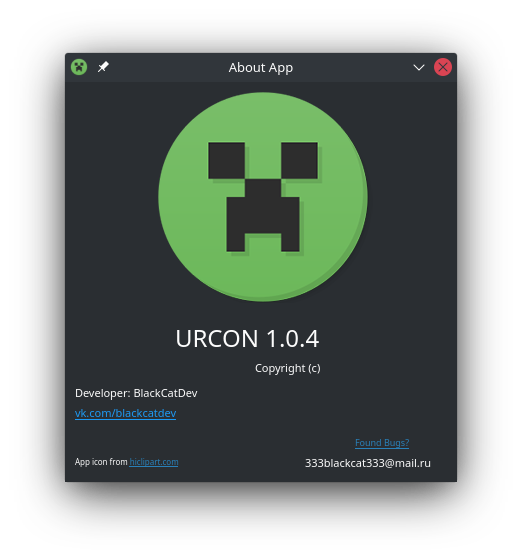 About App
URCON 1.0.4
Copyright (c)
Developer: BlackCatDev
vk.com/blackcatdev
Found Bugs?
App icon from hiclipart.com
333blackcat333@mail.ru